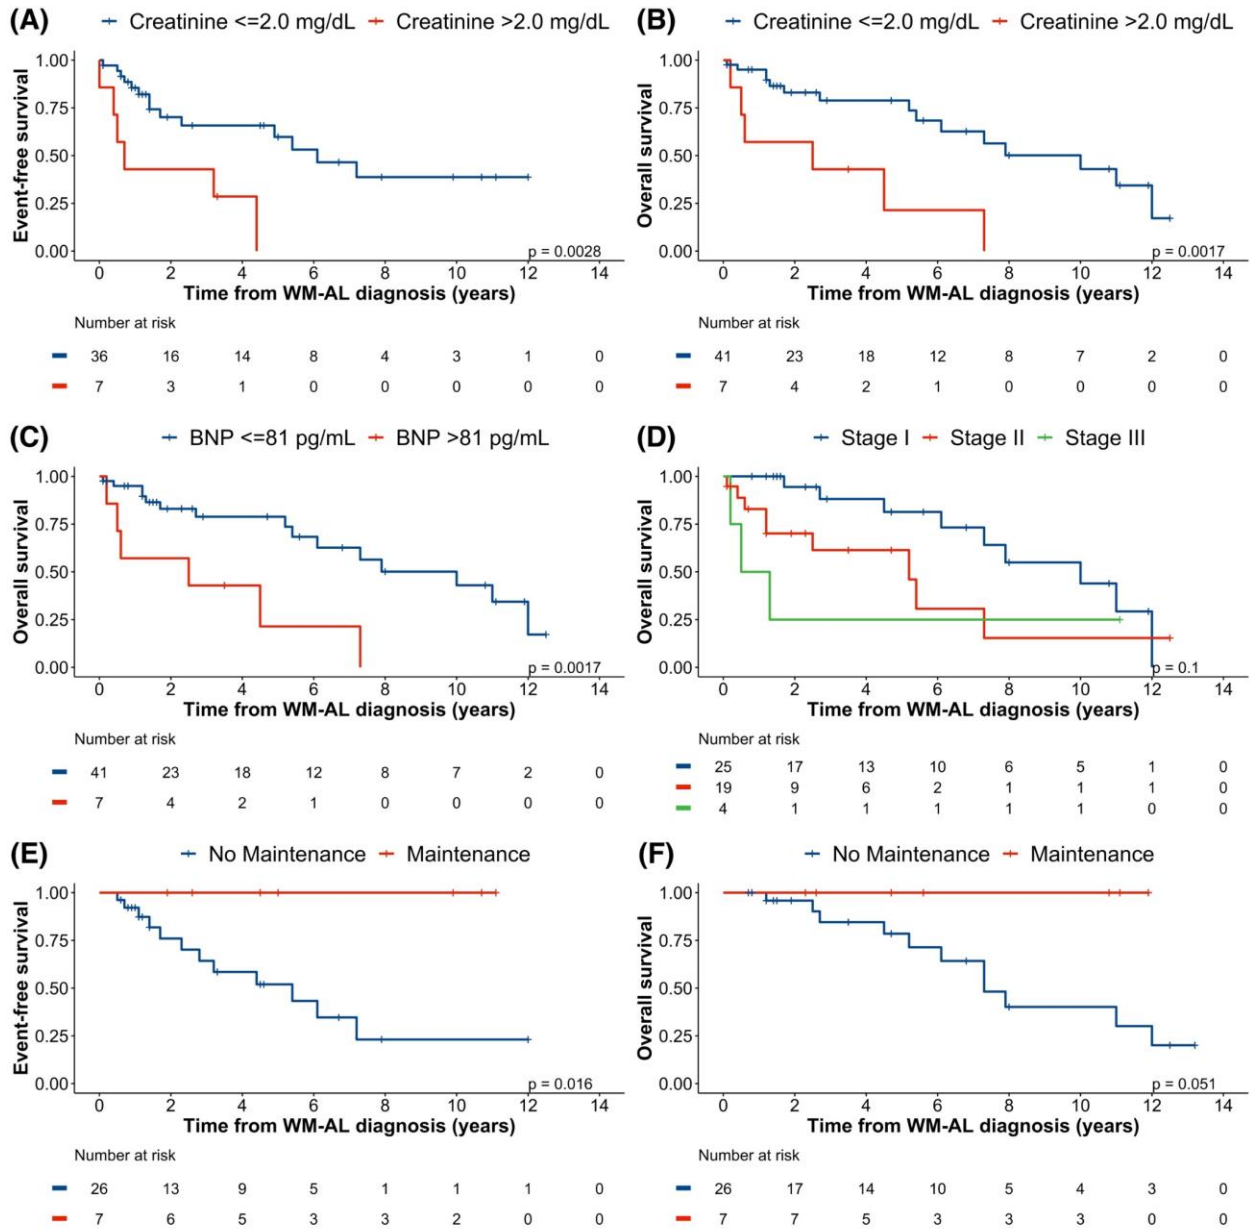 (A) Creatinine <=2.0 mg/dL Creatinine >2.0 mg/dL
Event-free survival
1.00
0.75
0.50
0.25
0.00
p = 0.0028
0 2 4 6 8 10 12 14
Time from WM-AL diagnosis (years)
Number at risk
36 16 14 8 4 3 1 0
7 3 1 0 0 0 0 0
(B) Creatinine <=2.0 mg/dL Creatinine >2.0 mg/dL
Overall survival
1.00
0.75
0.50
0.25
0.00
p = 0.0017
0 2 4 6 8 10 12 14
Time from WM-AL diagnosis (years)
Number at risk
41 23 18 12 8 7 2 0
7 4 2 1 0 0 0 0
(C) BNP <=81 pg/mL BNP >81 pg/mL
Overall survival
1.00
0.75
0.50
0.25
0.00
p = 0.0017
0 2 4 6 8 10 12 14
Time from WM-AL diagnosis (years)
Number at risk
41 23 18 12 8 7 2 0
7 4 2 1 0 0 0 0
(D) Stage I Stage II Stage III
Overall survival
1.00
0.75
0.50
0.25
0.00
p = 0.1
0 2 4 6 8 10 12 14
Time from WM-AL diagnosis (years)
Number at risk
25 17 13 10 6 5 1 0
19 9 6 2 1 1 1 0
4 1 1 1 1 1 0 0
(E) No Maintenance Maintenance
Event-free survival
1.00
0.75
0.50
0.25
0.00
p = 0.016
0 2 4 6 8 10 12 14
Time from WM-AL diagnosis (years)
Number at risk
26 13 9 5 1 1 1 0
7 6 5 3 3 2 0 0
(F) No Maintenance Maintenance
Overall survival
1.00
0.75
0.50
0.25
0.00
p = 0.051
0 2 4 6 8 10 12 14
Time from WM-AL diagnosis (years)
Number at risk
26 17 14 10 5 4 3 0
7 7 5 3 3 3 0 0